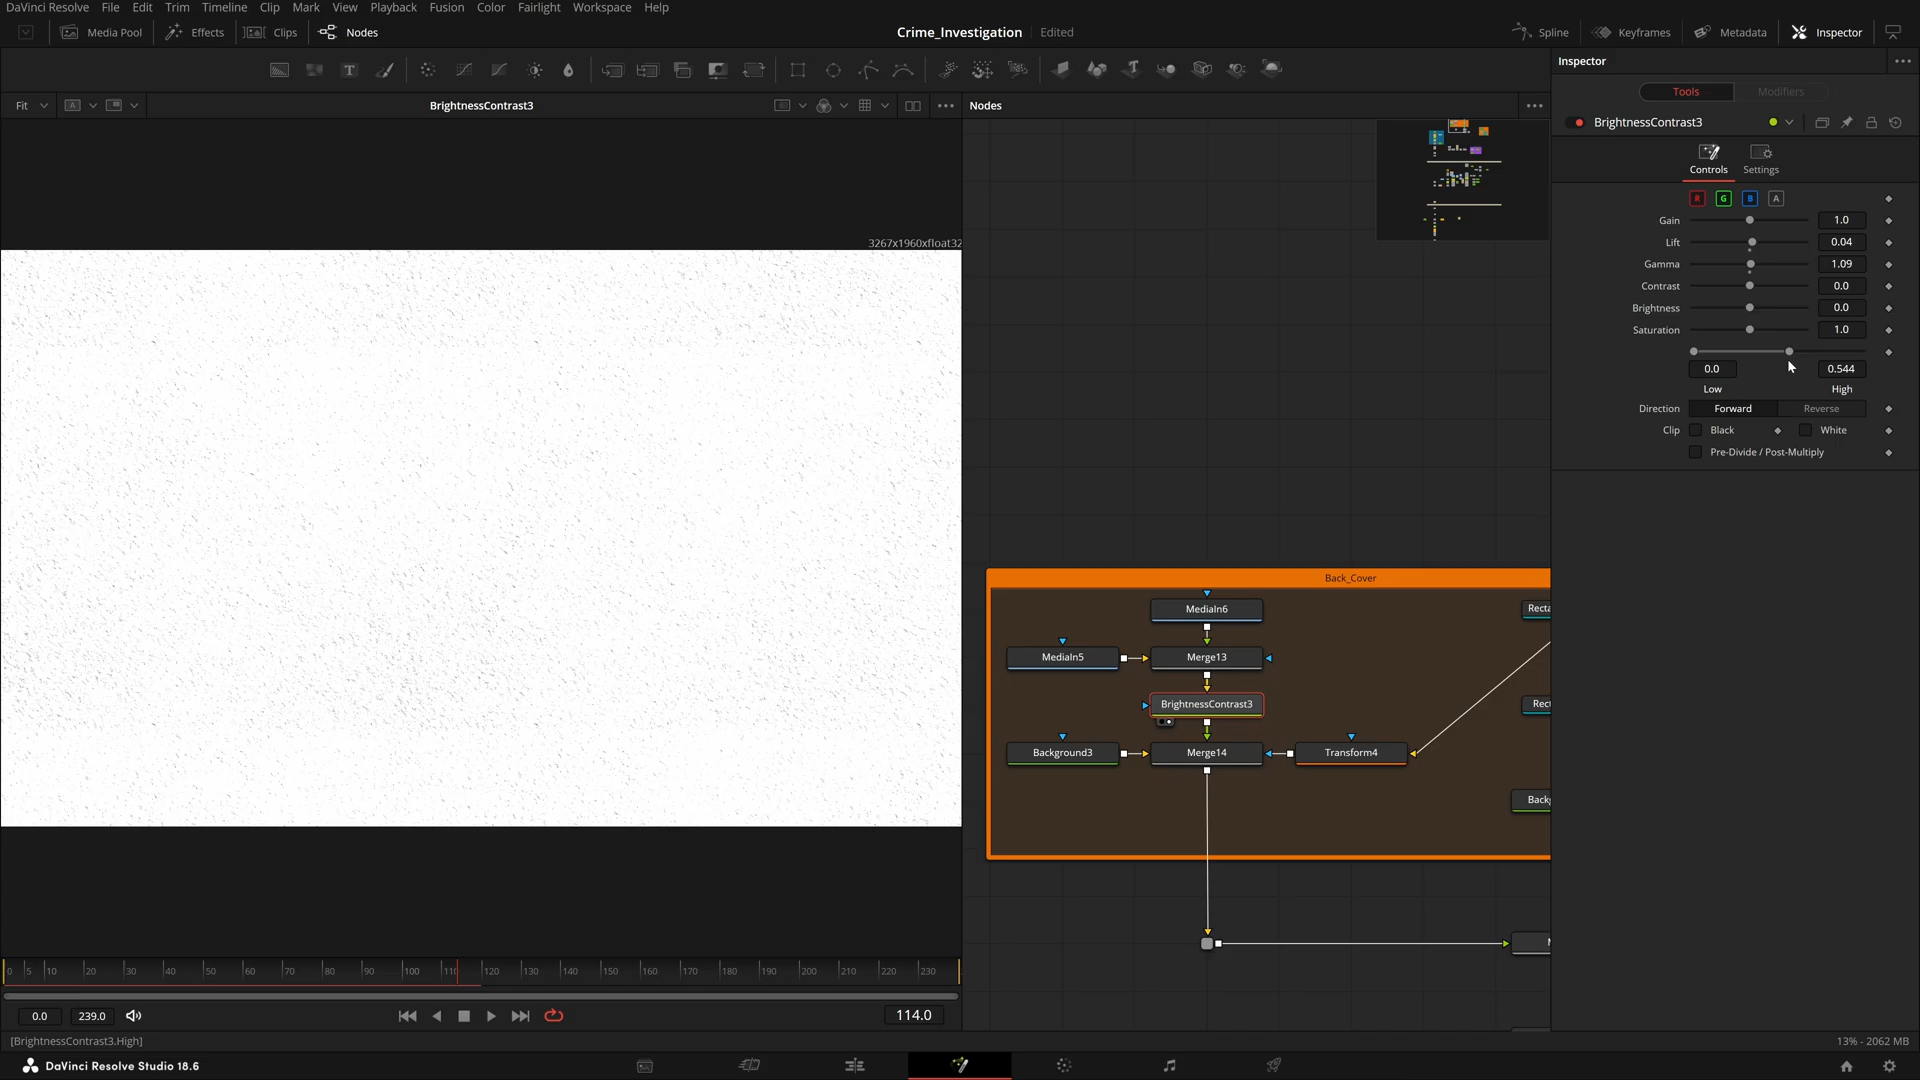 DaVinci Resolve File Edit Trim Timeline Clip Mark View Playback Fusion Color Fairlight Workspace Help
Media Pool Effects Clips Nodes Crime_Investigation Edited Spline Keyframes Metadata Inspector
Inspector
Fit A BrightnessContrast3 Nodes
Tools Modifiers
BrightnessContrast3
Controls Settings
R G B A
Gain 1.0
3267x1960xfloat32
Lift 0.04
Gamma 1.09
Contrast 0.0
Brightness 0.0
Saturation 1.0
0.0 0.544
Low High
Direction Forward Reverse
Clip Black White
Pre-Divide / Post-Multiply
Back_Cover
MediaIn6
Recta
MediaIn5 Merge13
BrightnessContrast3
Rect
Background3 Merge14 Transform4
Back
0 5 10 20 30 40 50 60 70 80 90 100 110 120 130 140 150 160 170 180 190 200 210 220 230
0.0 239.0 114.0
[BrightnessContrast3.High] 13% - 2062 MB
DaVinci Resolve Studio 18.6